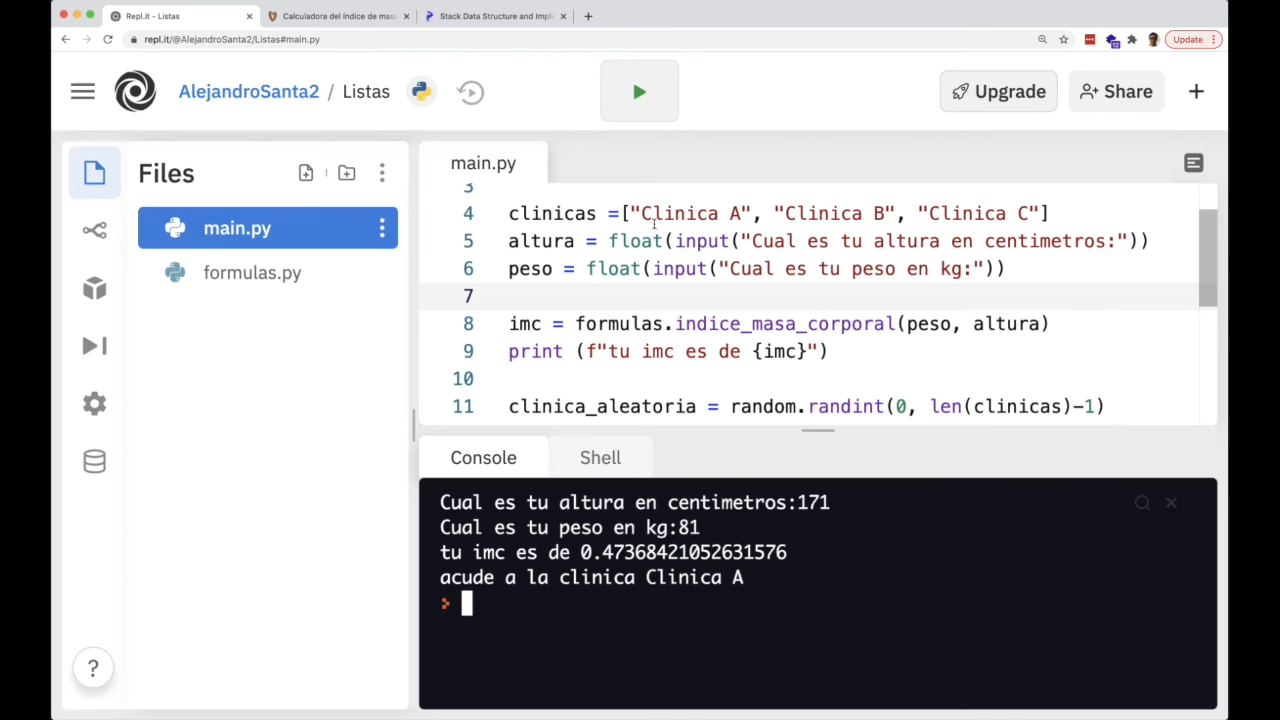 Repl.it - Listas
Calculadora del índice de mas
Stack Data Structure and Impl
repl.it/@AlejandroSanta2/Listas#main.py
12
Update
AlejandroSanta2 / Listas
Upgrade
Share
Files
main.py
formulas.py
main.py
3
4 clinicas =["Clinica A", "Clinica B", "Clinica C"]
5 altura = float(input("Cual es tu altura en centimetros:"))
6 peso = float(input("Cual es tu peso en kg:"))
7
8 imc = formulas.indice_masa_corporal(peso, altura)
9 print (f"tu imc es de {imc}")
10
11 clinica_aleatoria = random.randint(0, len(clinicas)-1)
Console
Shell
Cual es tu altura en centimetros:171
Cual es tu peso en kg:81
tu imc es de 0.47368421052631576
acude a la clinica Clinica A
?